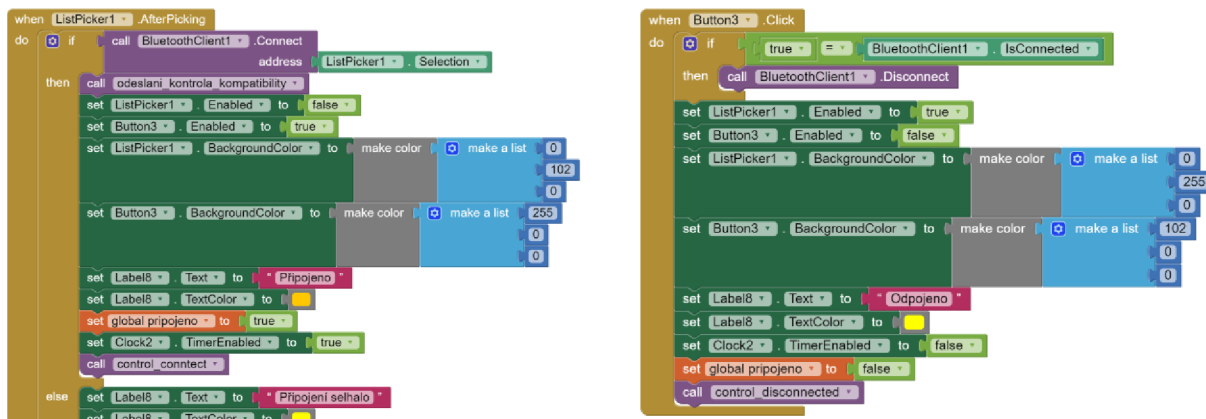 when ListPicker1 .AfterPicking
do if call BluetoothClient1 .Connect
address ListPicker1 . Selection
then call odeslani_kontrola_kompatibility
set ListPicker1 . Enabled to false
set Button3 . Enabled to true
set ListPicker1 . BackgroundColor to make color make a list 0
102
0
set Button3 . BackgroundColor to make color make a list 255
0
0
set Label8 . Text to " Připojeno "
set Label8 . TextColor to
set global pripojeno to true
set Clock2 . TimerEnabled to true
call control_conntect
else set Label8 . Text to " Připojení selhalo "
set Label8 . TextColor to
when Button3 .Click
do if true = BluetoothClient1 . IsConnected
then call BluetoothClient1 .Disconnect
set ListPicker1 . Enabled to true
set Button3 . Enabled to false
set ListPicker1 . BackgroundColor to make color make a list 0
255
0
set Button3 . BackgroundColor to make color make a list 102
0
0
set Label8 . Text to " Odpojeno "
set Label8 . TextColor to
set Clock2 . TimerEnabled to false
set global pripojeno to false
call control_disconnected